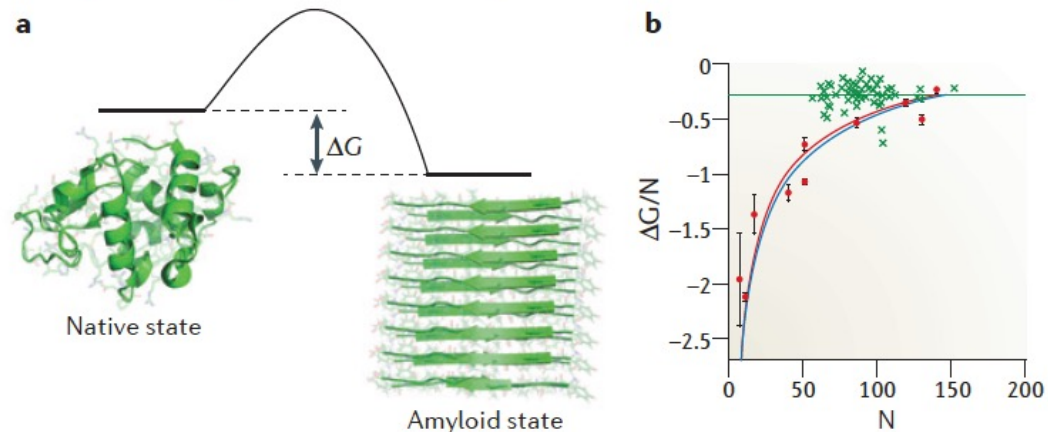 a
ΔG
Native state
Amyloid state
b
0
−0.5
−1
−1.5
−2
−2.5
ΔG/N
0 50 100 150 200
N